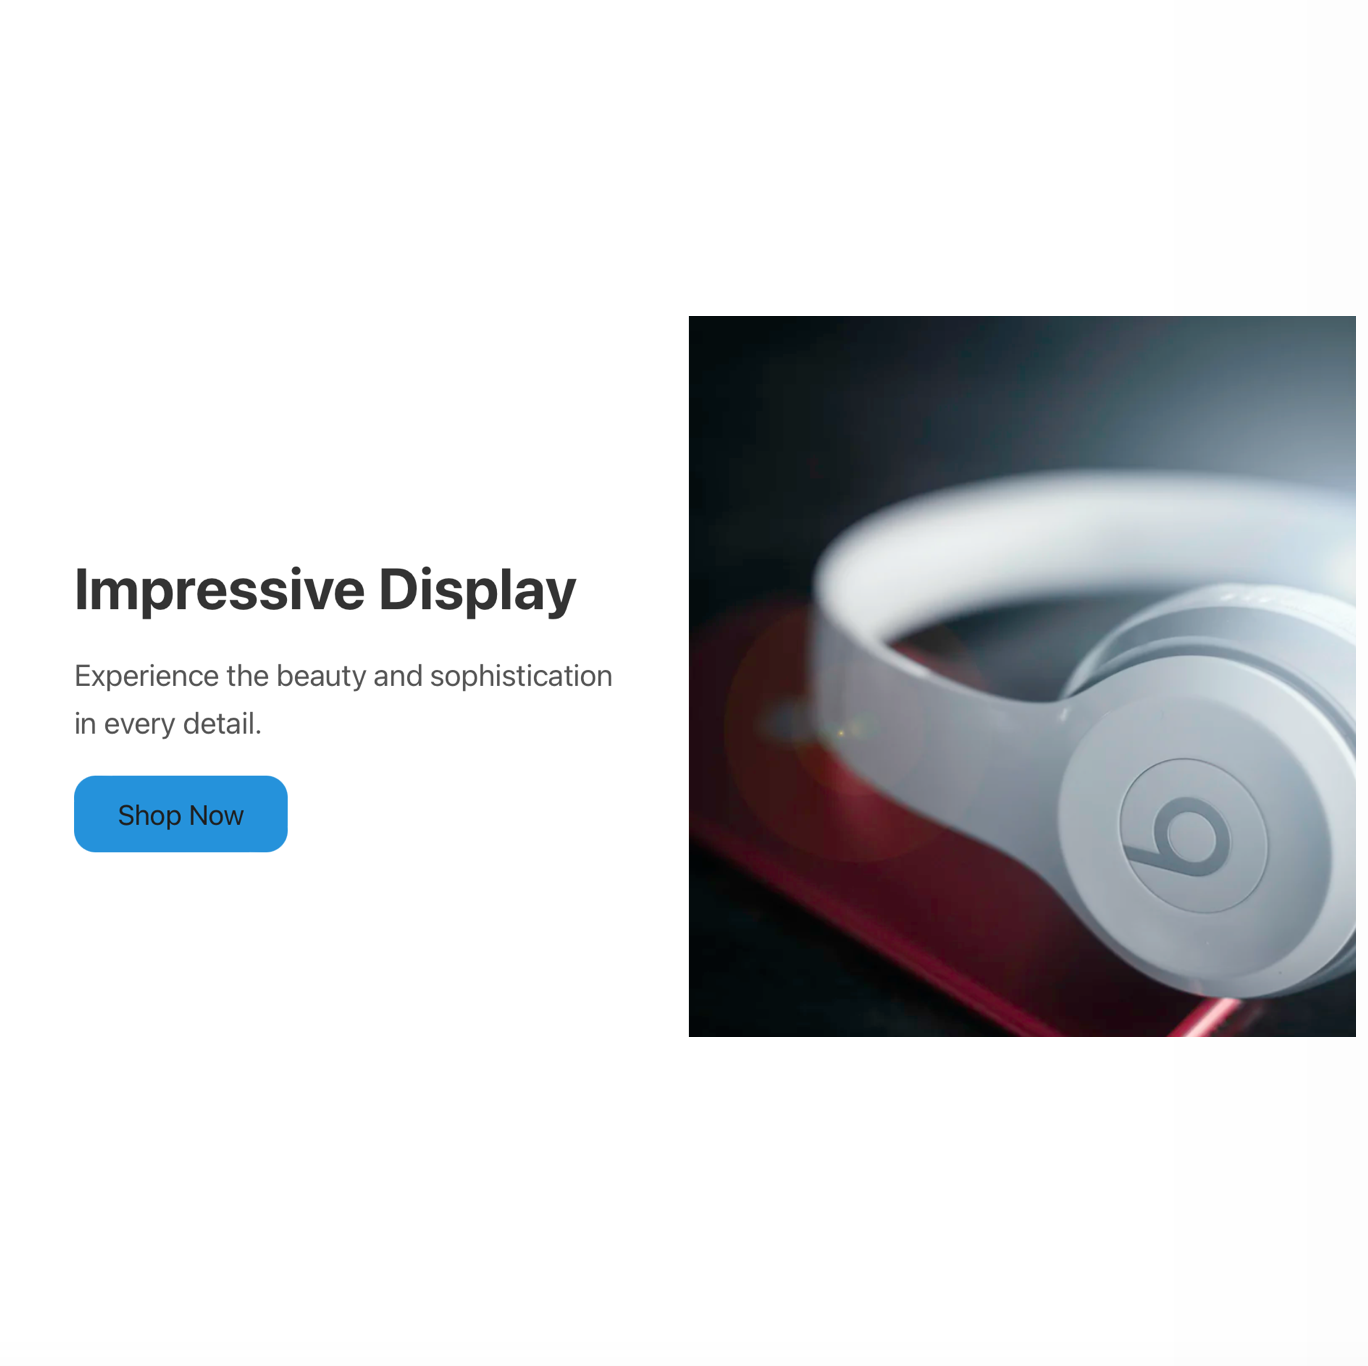 Impressive Display
Experience the beauty and sophistication
in every detail.
Shop Now
b